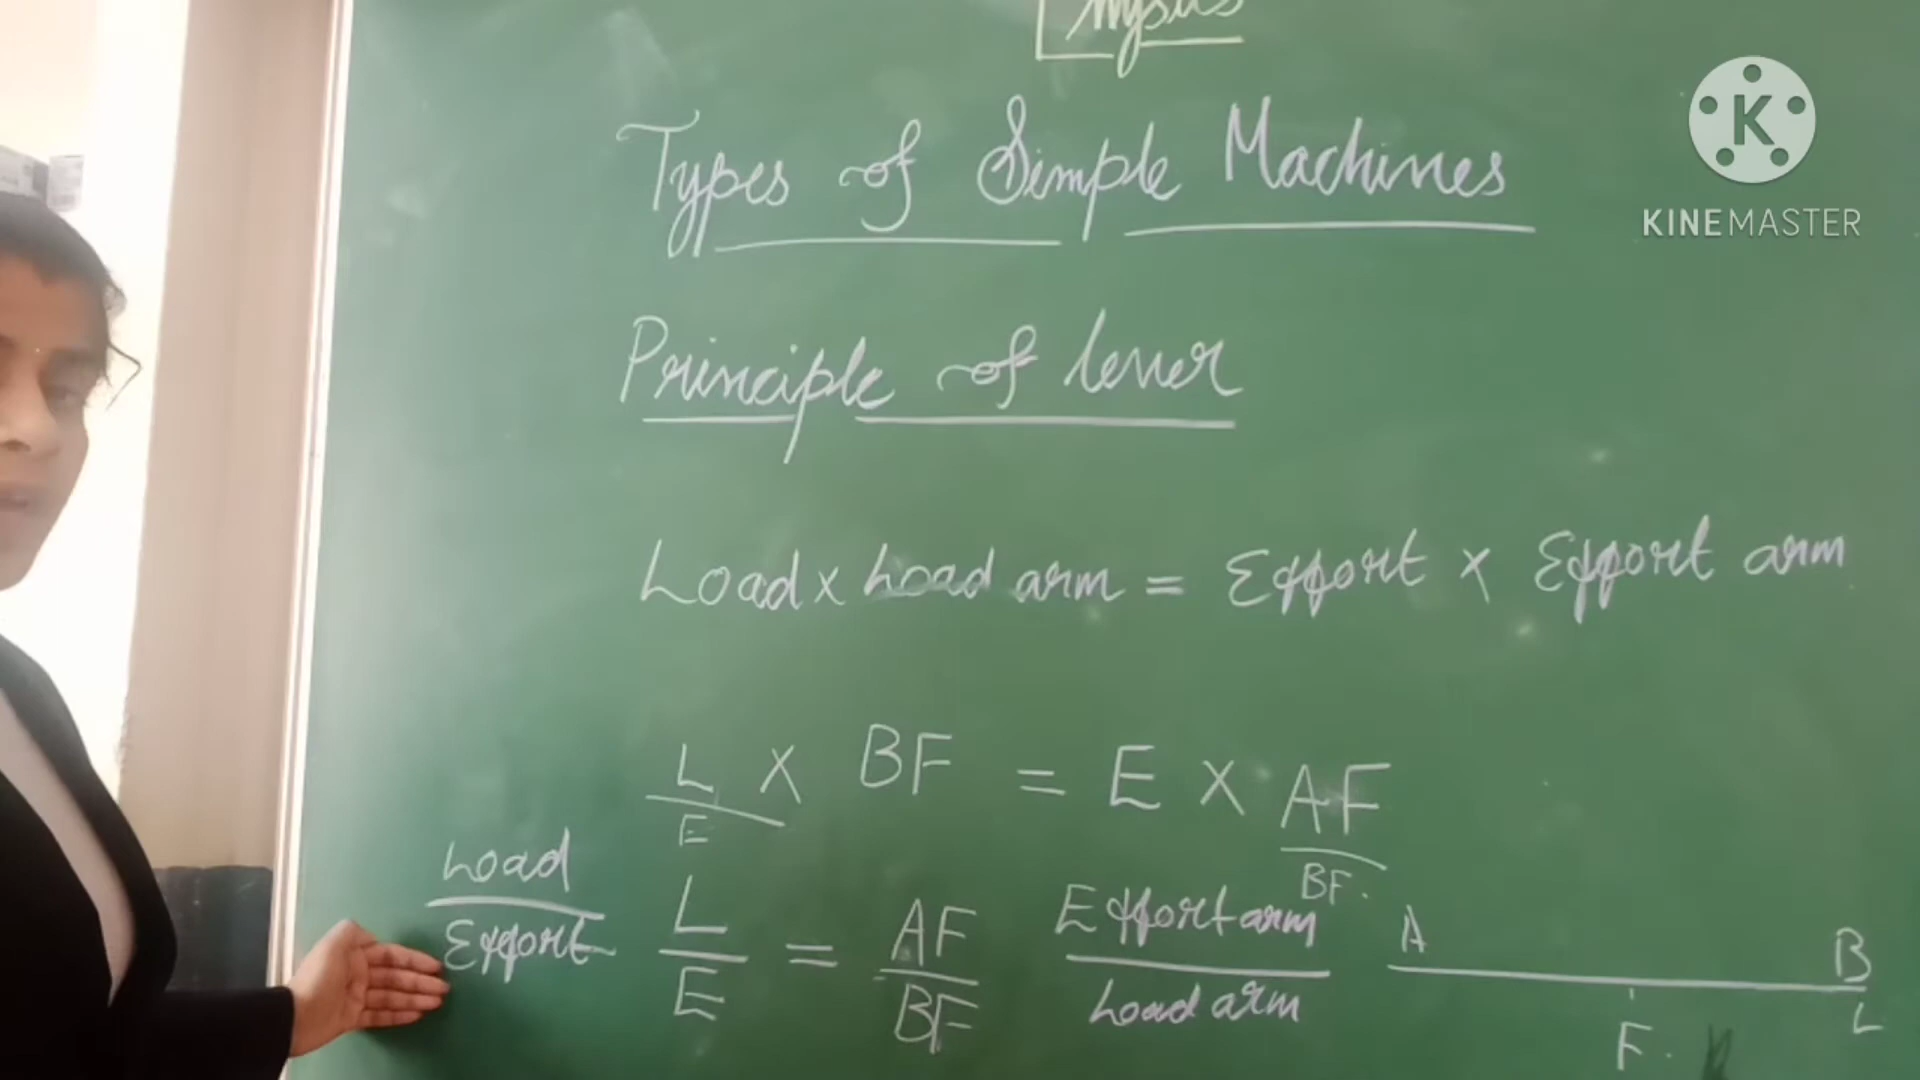 Physics
Types of Simple Machines
K
KINEMASTER
Principle of lever
Load x Load arm = Effort x Effort arm
L/E x BF = E x AF/BF.
Load/Effort L/E = AF/BF Effort arm/Load arm
A B
F. L